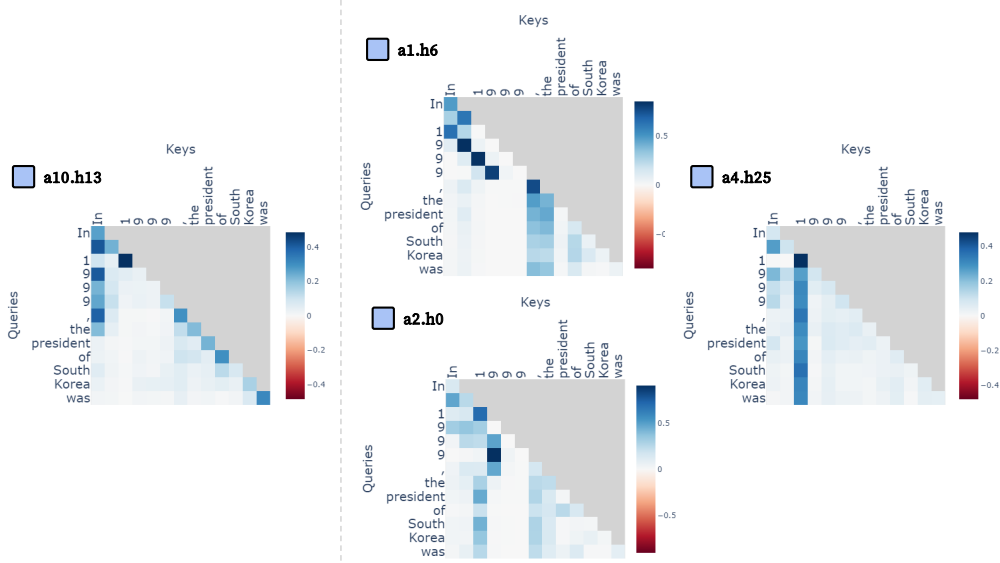 Keys
a10.h13
In 1 9 9 9 , the president of South Korea was
Queries
In
1
9
9
9
,
the
president
of
South
Korea
was
0.4
0.2
0
−0.2
−0.4
Keys
a1.h6
In 1 9 9 9 , the president of South Korea was
Queries
In
1
9
9
9
,
the
president
of
South
Korea
was
0.5
0
Keys
a2.h0
In 1 9 9 9 , the president of South Korea was
Queries
In
1
9
9
9
,
the
president
of
South
Korea
was
0.5
0
−0.5
Keys
a4.h25
In 1 9 9 9 , the president of South Korea was
Queries
In
1
9
9
9
,
the
president
of
South
Korea
was
0.4
0.2
0
−0.2
−0.4